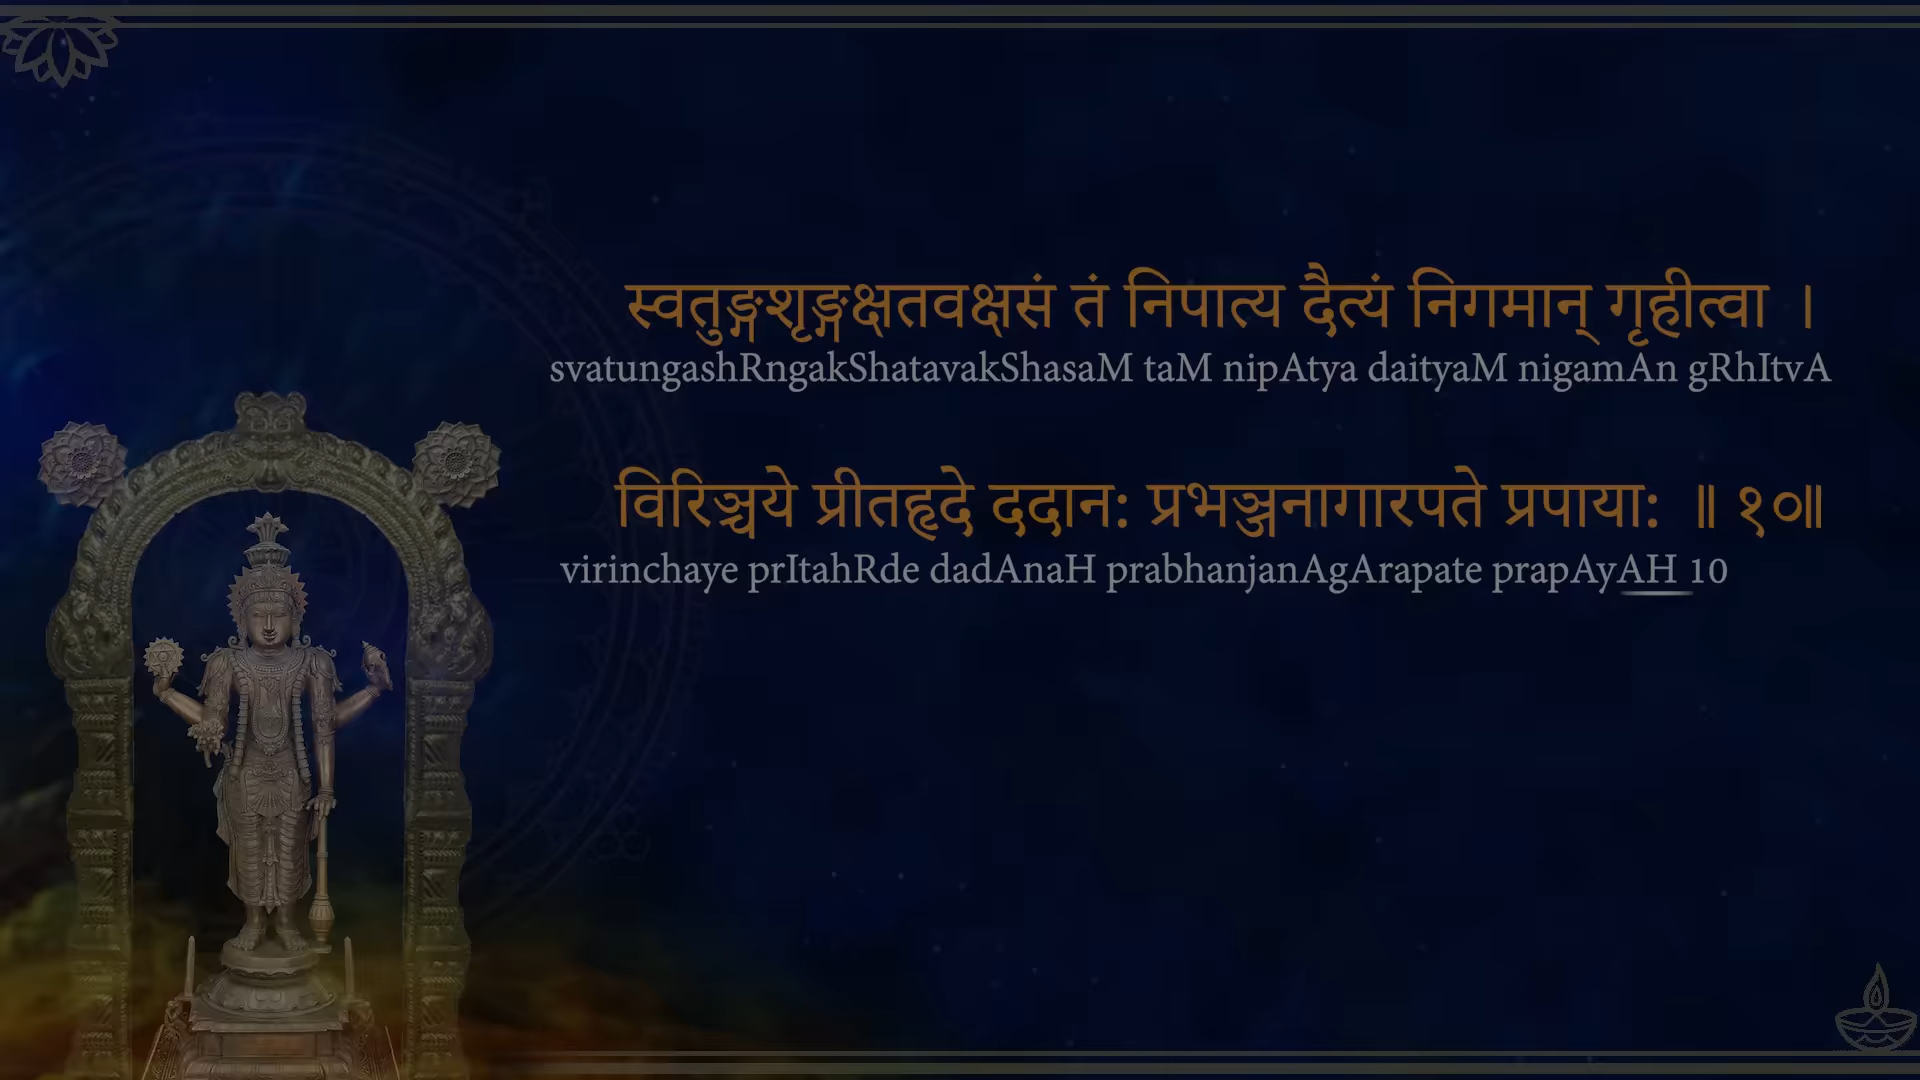 स्वतुङ्गशृङ्गक्षतवक्षसं तं निपात्य दैत्यं निगमान् गृहीत्वा ।
svatungashRngakShatavakShasaM taM nipAtya daityaM nigamAn gRhItvA
विरिञ्चये प्रीतहृदे ददानः प्रभञ्जनागारपते प्रपायाः ॥ १०॥
virinchaye prItahRde dadAnaH prabhanjanAgArapate prapAyAH 10